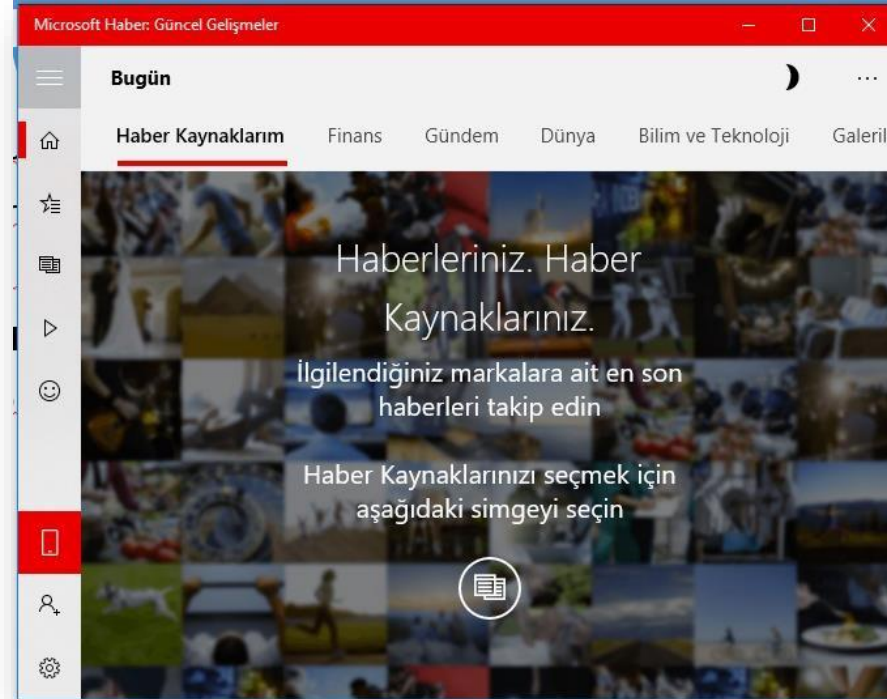 Microsoft Haber: Güncel Gelişmeler
Bugün
Haber Kaynaklarım Finans Gündem Dünya Bilim ve Teknoloji Galeril
Haberleriniz. Haber
Kaynaklarınız.
İlgilendiğiniz markalara ait en son
haberleri takip edin
Haber Kaynaklarınızı seçmek için
aşağıdaki simgeyi seçin